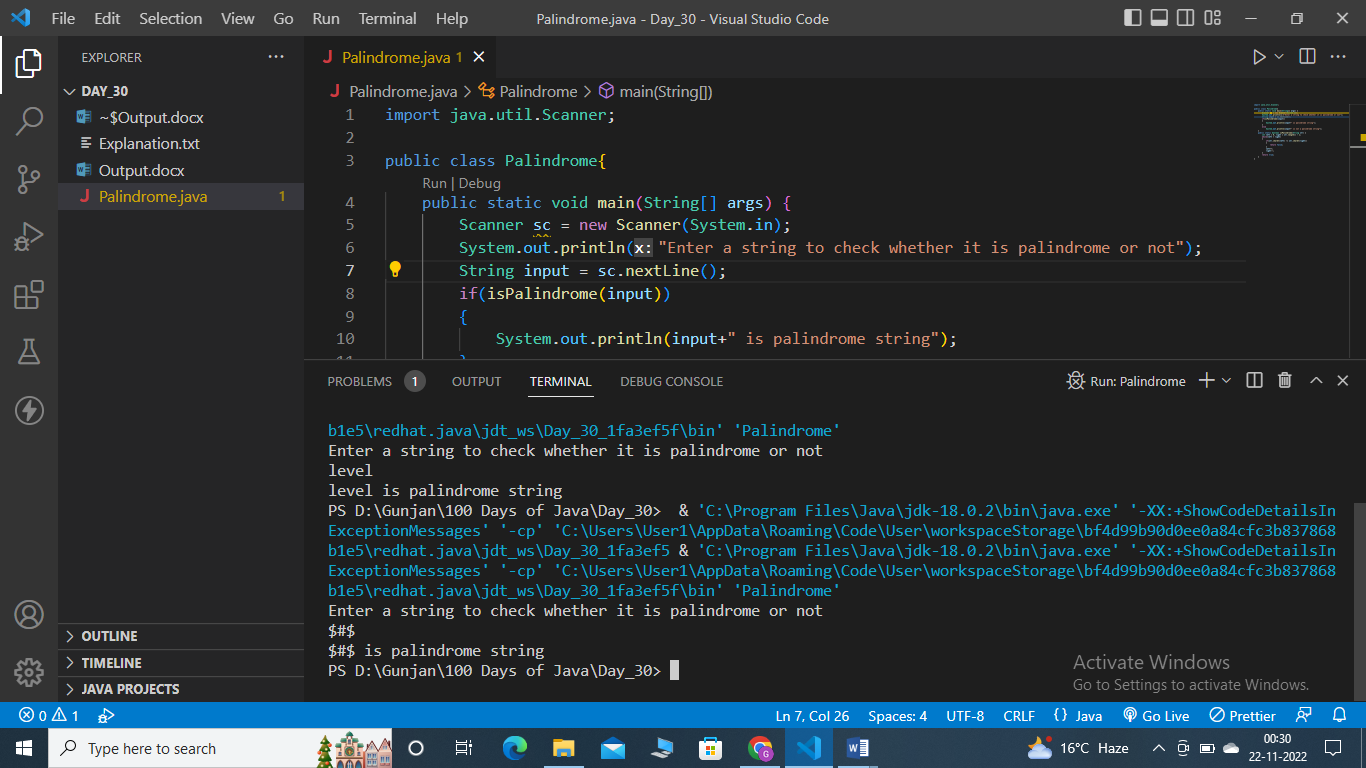 File Edit Selection View Go Run Terminal Help
Palindrome.java - Day_30 - Visual Studio Code
EXPLORER
DAY_30
~$Output.docx
Explanation.txt
Output.docx
Palindrome.java 1
OUTLINE
TIMELINE
JAVA PROJECTS
Palindrome.java 1
Palindrome.java > Palindrome > main(String[])
1 import java.util.Scanner;
2
3 public class Palindrome{
Run | Debug
4 public static void main(String[] args) {
5 Scanner sc = new Scanner(System.in);
6 System.out.println(x: "Enter a string to check whether it is palindrome or not");
7 String input = sc.nextLine();
8 if(isPalindrome(input))
9 {
10 System.out.println(input+" is palindrome string");
11 }
PROBLEMS 1 OUTPUT TERMINAL DEBUG CONSOLE
Run: Palindrome
b1e5\redhat.java\jdt_ws\Day_30_1fa3ef5f\bin' 'Palindrome'
Enter a string to check whether it is palindrome or not
level
level is palindrome string
PS D:\Gunjan\100 Days of Java\Day_30>  & 'C:\Program Files\Java\jdk-18.0.2\bin\java.exe' '-XX:+ShowCodeDetailsIn
ExceptionMessages' '-cp' 'C:\Users\User1\AppData\Roaming\Code\User\workspaceStorage\bf4d99b90d0ee0a84cfc3b837868
b1e5\redhat.java\jdt_ws\Day_30_1fa3ef5 & 'C:\Program Files\Java\jdk-18.0.2\bin\java.exe' '-XX:+ShowCodeDetailsIn
ExceptionMessages' '-cp' 'C:\Users\User1\AppData\Roaming\Code\User\workspaceStorage\bf4d99b90d0ee0a84cfc3b837868
b1e5\redhat.java\jdt_ws\Day_30_1fa3ef5f\bin' 'Palindrome'
Enter a string to check whether it is palindrome or not
$#$
$#$ is palindrome string
PS D:\Gunjan\100 Days of Java\Day_30>
Activate Windows
Go to Settings to activate Windows.
0 1
Ln 7, Col 26 Spaces: 4 UTF-8 CRLF {} Java Go Live Prettier
Type here to search
16°C Haze
00:30
22-11-2022